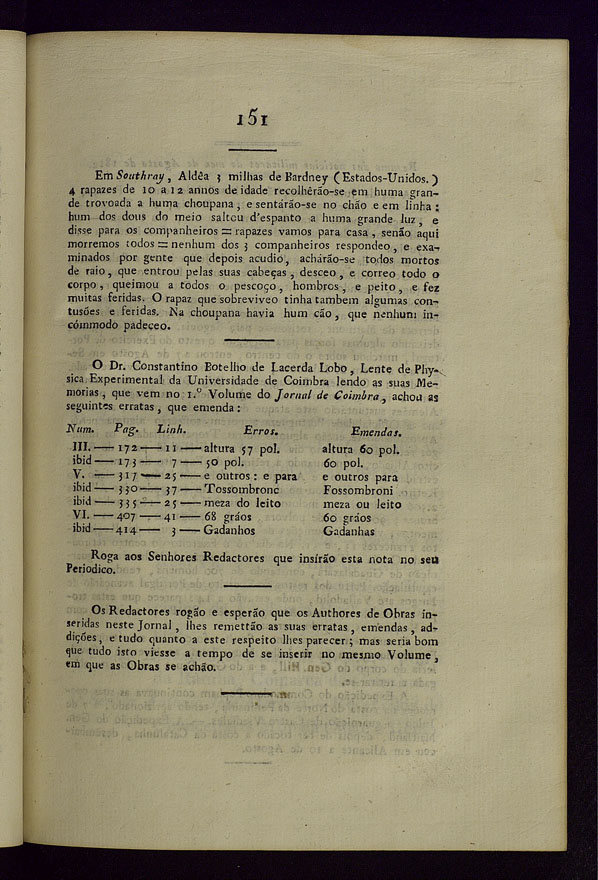 151
Em Southray, Aldêa 3 milhas de Bardney (Estados-Unidos.)
4 rapazes de 10 a 12 annos de idade recolhêrão-se em huma gran-
de trovoada a huma choupana, e sentárão-se no chão e em linha:
hum dos dous do meio saltou d'espanto a huma grande luz, e
disse para os companheiros = rapazes vamos para casa, senão aqui
morremos todos = nenhum dos 3 companheiros respondeo, e exa-
minados por gente que depois acudio, achárão-se todos mortos
de raio, que entrou pelas suas cabeças, desceo, e correo todo o
corpo, queimou a todos o pescoço, hombros, e peito, e fez
muitas feridas. O rapaz que sobreviveo tinha tambem algumas con-
tusões e feridas. Na choupana havia hum cão, que nenhum in-
cómmodo padeceo.
O Dr. Constantino Botelho de Lacerda Lobo, Lente de Phy-
sica Experimental da Universidade de Coimbra lendo as suas Me-
morias, que vem no 1.º Volume do Jornal de Coimbra, achou as
seguintes erratas, que emenda:
Num. Pag. Linh. Erros. Emendas.
III. — 172 — 11 — altura 57 pol. altura 60 pol.
ibid — 173 — 7 — 50 pol. 60 pol.
V. — 317 — 25 — e outros: e para e outros para
ibid — 330 — 37 — Tossombronc Fossombroni
ibid — 335 — 25 — meza do leito meza ou leito
VI. — 407 — 41 — 68 gráos 60 gráos
ibid — 414 — 3 — Gadanhos Gadanhas
Roga aos Senhores Redactores que insírão esta nota no seu
Periodico.
Os Redactores rogão e esperão que os Authores de Obras in-
seridas neste Jornal, lhes remettão as suas erratas, emendas, ad-
dições, e tudo quanto a este respeito lhes parecer; mas seria bom
que tudo isto viesse a tempo de se inserir no mesmo Volume,
em que as Obras se achão.